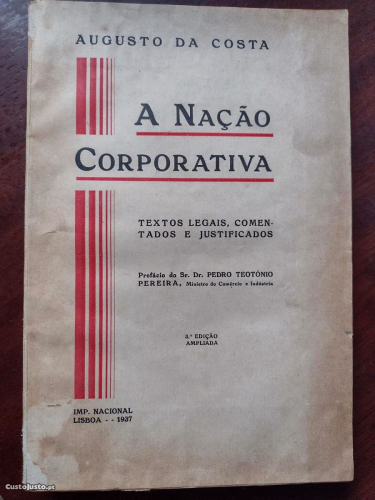 AUGUSTO DA COSTA
A NAÇÃO
CORPORATIVA
TEXTOS LEGAIS, COMEN-
TADOS E JUSTIFICADOS
Prefácio do Sr. Dr. PEDRO TEOTÓNIO
PEREIRA, Ministro do Comércio e Indústria
3.ª EDIÇÃO
AMPLIADA
IMP. NACIONAL
LISBOA - - 1937
CustoJusto.pt